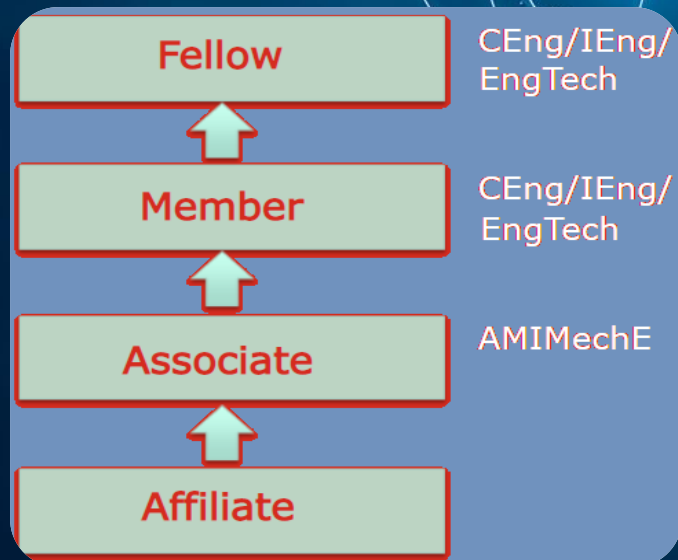 Fellow
CEng/IEng/
EngTech
Member
CEng/IEng/
EngTech
Associate
AMIMechE
Affiliate